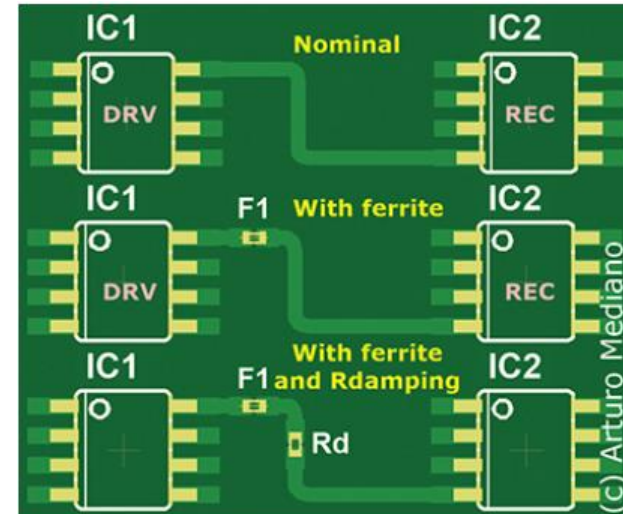 IC1
Nominal
IC2
DRV
REC
IC1
F1
With ferrite
IC2
DRV
REC
IC1
F1
With ferrite
and Rdamping
IC2
Rd
(c) Arturo Mediano